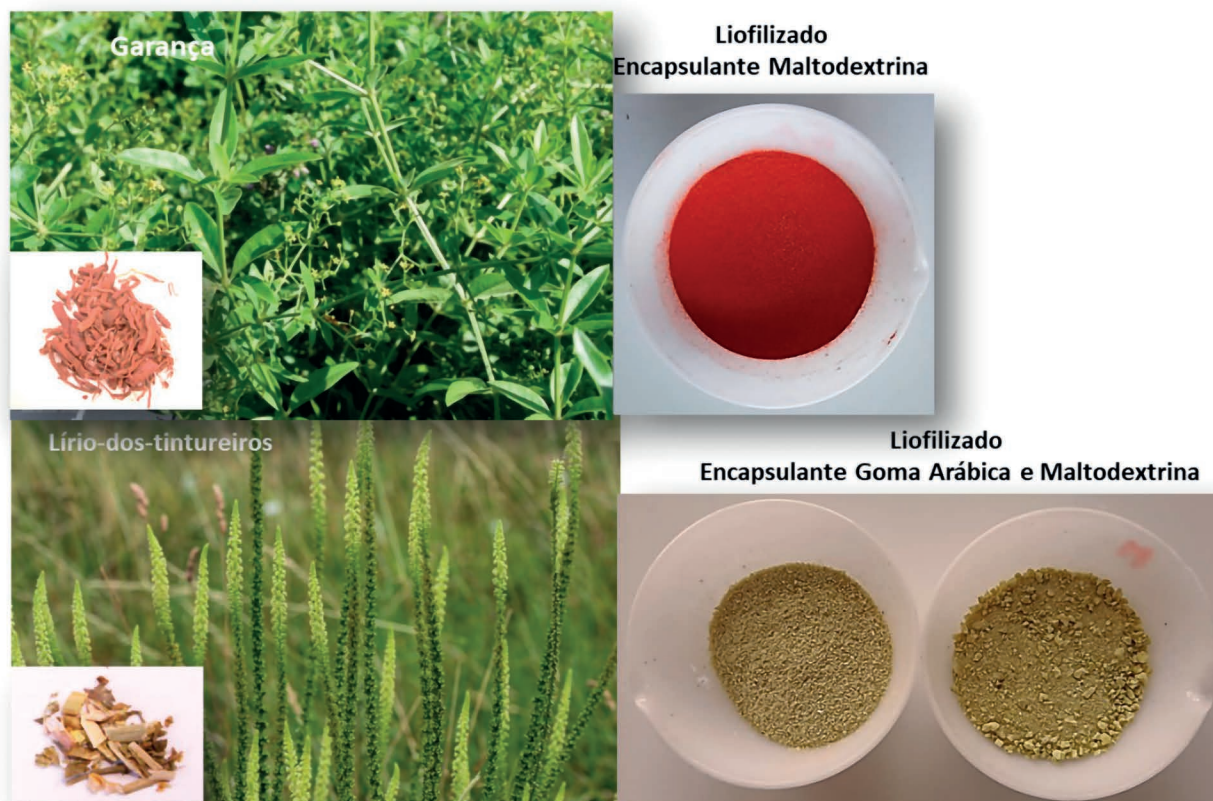 Garança
Liofilizado
Encapsulante Maltodextrina
Lírio-dos-tintureiros
Liofilizado
Encapsulante Goma Arábica e Maltodextrina